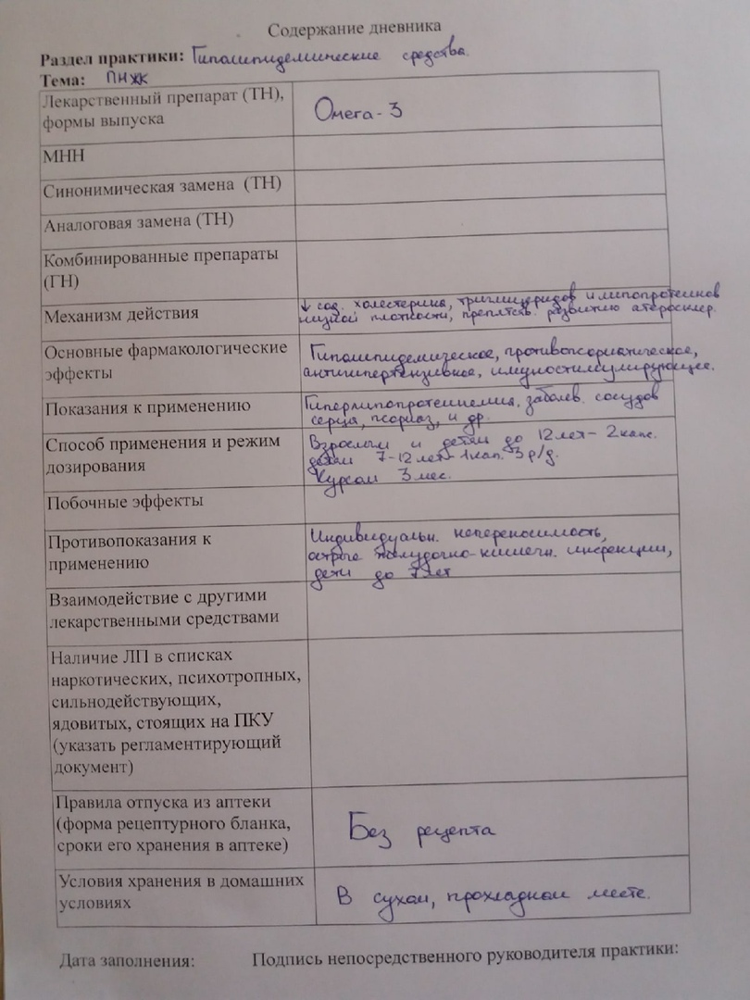 Содержание дневника
Раздел практики: Гиполипидемические средства.
Тема: ПНЖК
Лекарственный препарат (ТН),
формы выпуска
Омега-3
МНН
Синонимическая замена (ТН)
Аналоговая замена (ТН)
Комбинированные препараты
(ГН)
Механизм действия
↓ сод. холестерина, триглицеридов и липопротеинов
низкой плотности, препятств. развитию атеросклер.
Основные фармакологические
эффекты
Гиполипидемическое, противопсориатическое,
антигипертензивное, имуностимулирующее.
Показания к применению
Гиперлипопротеинемия, заболев. сосудов
серца, псориаз, и др.
Способ применения и режим
дозирования
Взрослым и детям до 12 лет - 2 капс.
детям 7-12 лет - 1 кап. 3 р/д.
Курсом 3 мес.
Побочные эффекты
Противопоказания к
применению
Индивидуальн. непереносимость,
острые желудочно-кишечн. инфекции,
дети до 7 лет
Взаимодействие с другими
лекарственными средствами
Наличие ЛП в списках
наркотических, психотропных,
сильнодействующих,
ядовитых, стоящих на ПКУ
(указать регламентирующий
документ)
Правила отпуска из аптеки
(форма рецептурного бланка,
сроки его хранения в аптеке)
Без рецепта
Условия хранения в домашних
условиях
В сухом, прохладном месте.
Дата заполнения: Подпись непосредственного руководителя практики: